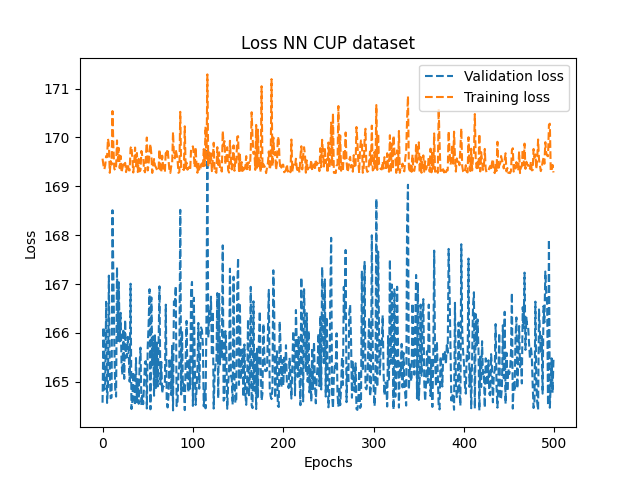 Loss NN CUP dataset
Validation loss
Training loss
171
170
169
168
167
166
165
Loss
0
100
200
300
400
500
Epochs